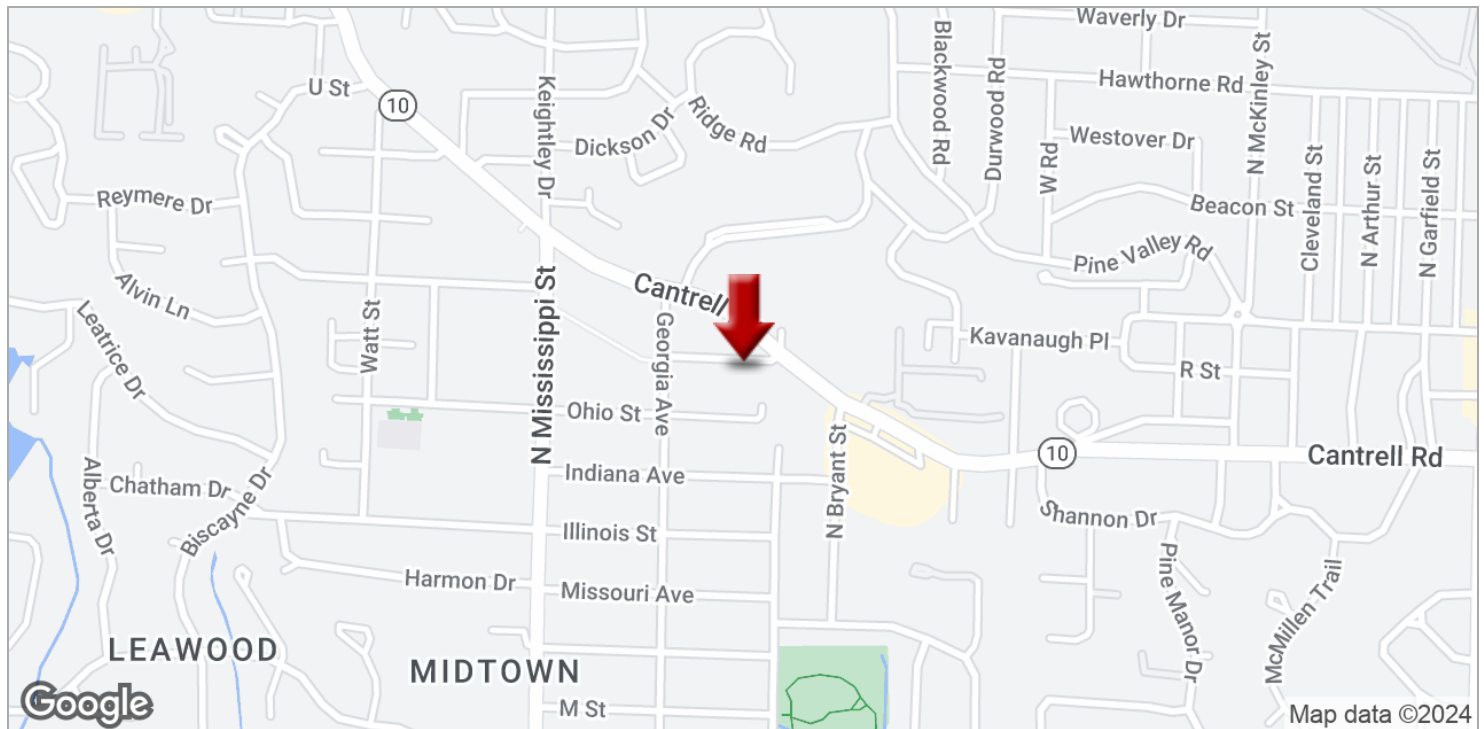 Waverly Dr
Blackwood Rd
Durwood Rd
N McKinley St
Hawthorne Rd
U St
10
Keightley Dr
Dickson Dr
Ridge Rd
Westover Dr
W Rd
Cleveland St
N Arthur St
N Garfield St
Reymere Dr
Beacon St
Pine Valley Rd
Alvin Ln
Cantrell
N Mississippi St
Leatrice Dr
Watt St
Georgia Ave
Kavanaugh Pl
R St
Ohio St
N Bryant St
10
Cantrell Rd
Indiana Ave
Alberta Dr
Chatham Dr
Biscayne Dr
Illinois St
Shannon Dr
Harmon Dr
Missouri Ave
Pine Manor Dr
McMillen Trail
LEAWOOD
MIDTOWN
M St
Google
Map data ©2024